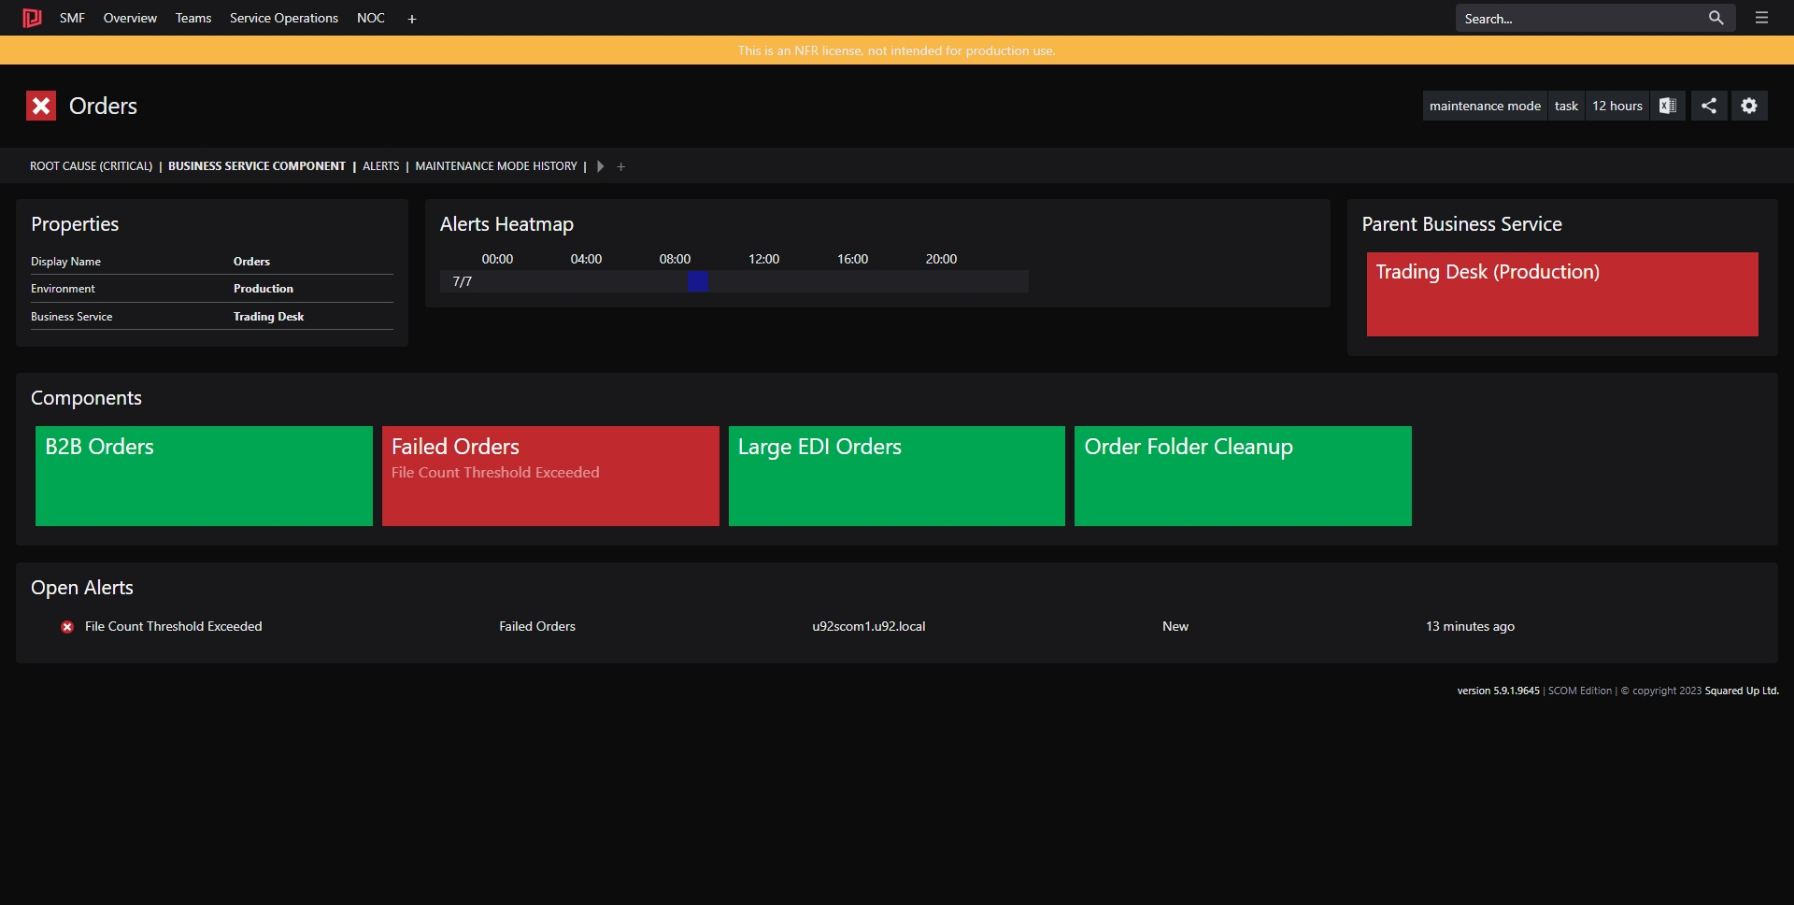 SMF Overview Teams Service Operations NOC +
Search...
This is an NFR license, not intended for production use.
Orders
maintenance mode task 12 hours
ROOT CAUSE (CRITICAL) | BUSINESS SERVICE COMPONENT | ALERTS | MAINTENANCE MODE HISTORY | +
Properties
Display Name Orders
Environment Production
Business Service Trading Desk
Alerts Heatmap
00:00 04:00 08:00 12:00 16:00 20:00
7/7
Parent Business Service
Trading Desk (Production)
Components
B2B Orders
Failed Orders
File Count Threshold Exceeded
Large EDI Orders
Order Folder Cleanup
Open Alerts
File Count Threshold Exceeded Failed Orders u92scom1.u92.local New 13 minutes ago
version 5.9.1.9645 | SCOM Edition | © copyright 2023 Squared Up Ltd.